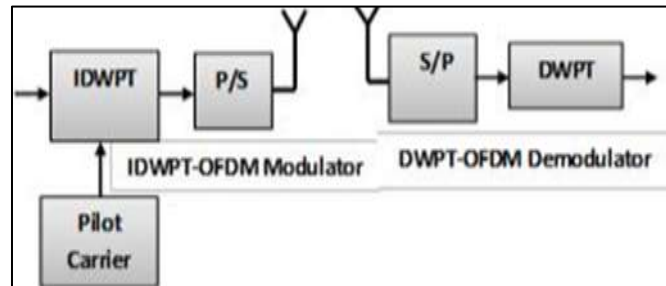 IDWPT
P/S
S/P
DWPT
IDWPT-OFDM Modulator
DWPT-OFDM Demodulator
Pilot
Carrier